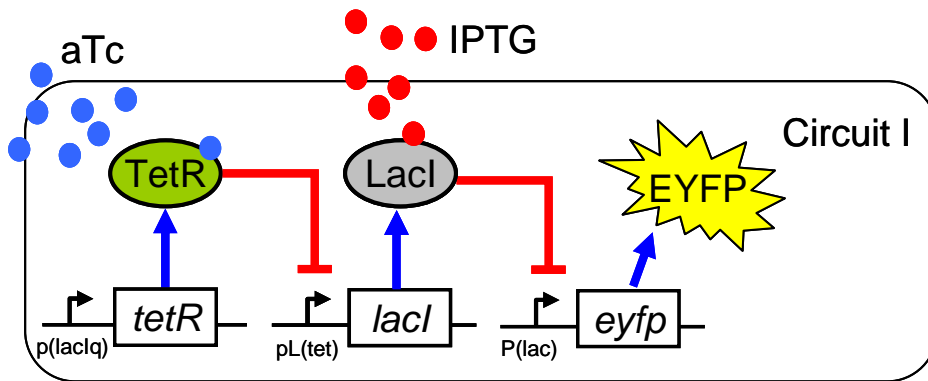 aTc
IPTG
Circuit I
TetR
LacI
EYFP
tetR
lacI
eyfp
p(lacIq)
pL(tet)
P(lac)